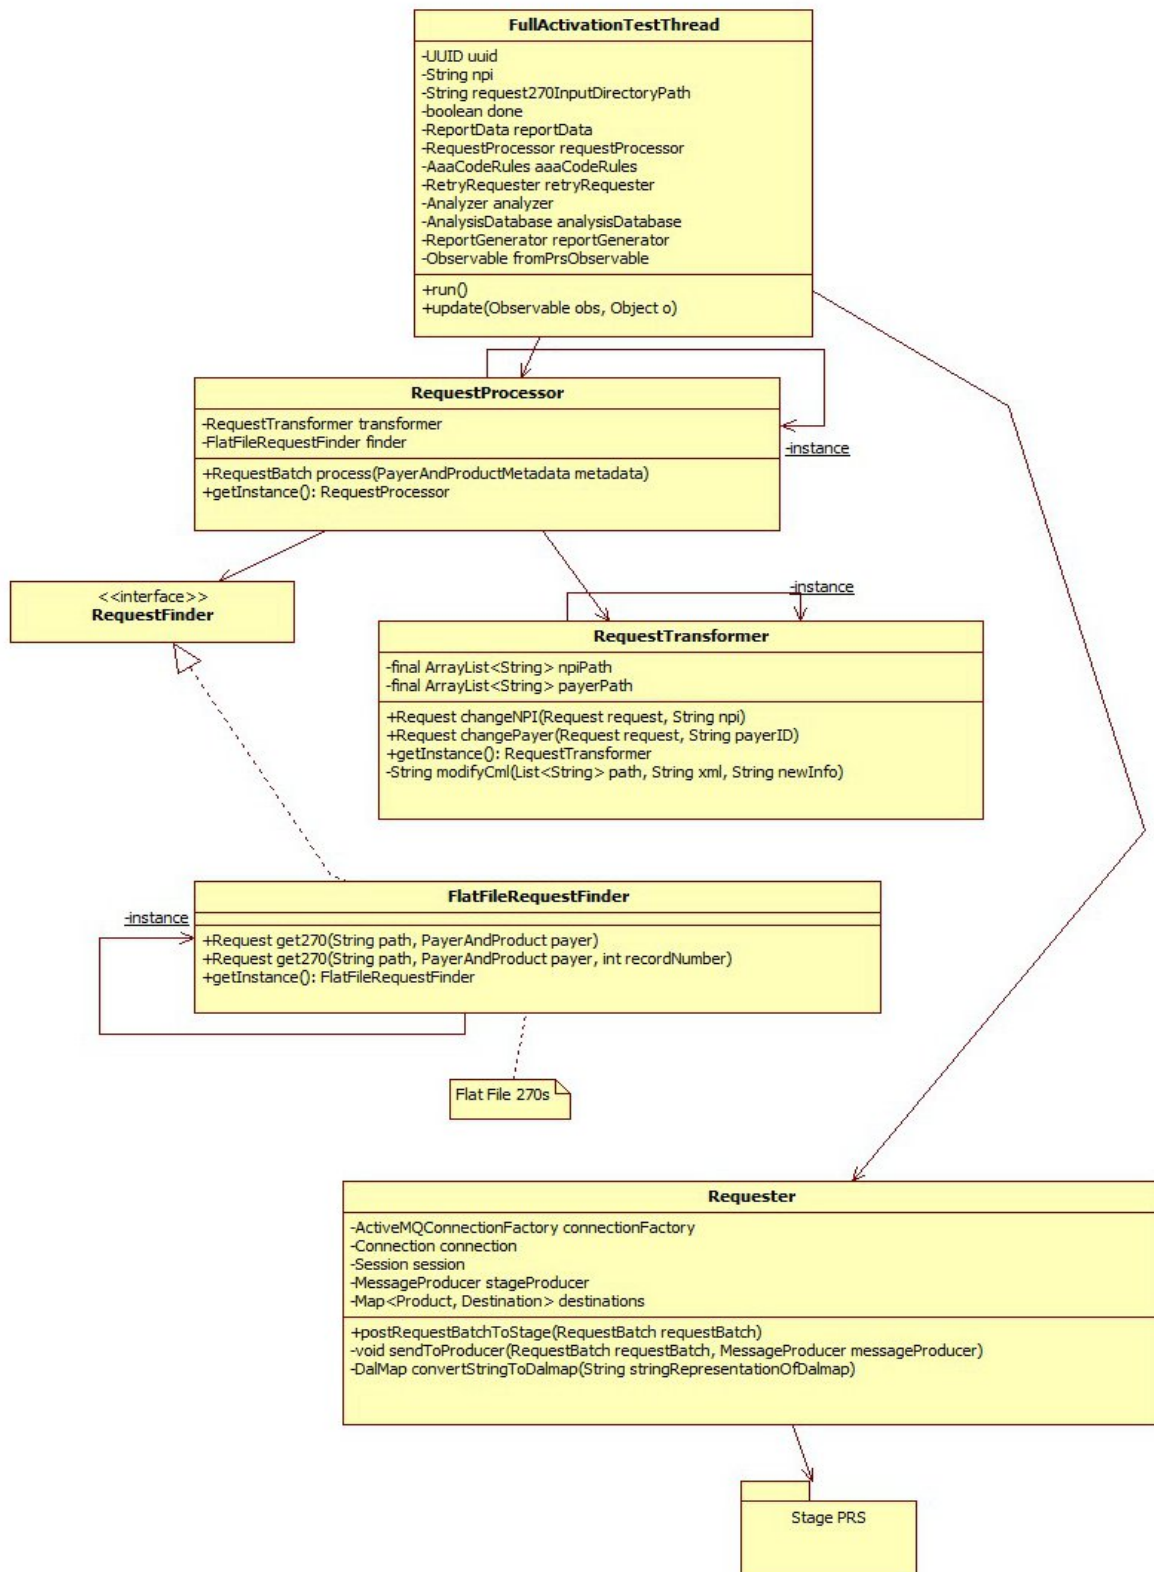 FullActivationTestThread
-UUID uuid
-String npi
-String request270InputDirectoryPath
-boolean done
-ReportData reportData
-RequestProcessor requestProcessor
-AaaCodeRules aaaCodeRules
-RetryRequester retryRequester
-Analyzer analyzer
-AnalysisDatabase analysisDatabase
-ReportGenerator reportGenerator
-Observable fromPrsObservable
+run()
+update(Observable obs, Object o)
RequestProcessor
-RequestTransformer transformer
-FlatFileRequestFinder finder
-instance
+RequestBatch process(PayerAndProductMetadata metadata)
+getInstance(): RequestProcessor
<<interface>>
RequestFinder
-instance
RequestTransformer
-final ArrayList<String> npiPath
-final ArrayList<String> payerPath
+Request changeNPI(Request request, String npi)
+Request changePayer(Request request, String payerID)
+getInstance(): RequestTransformer
-String modifyCml(List<String> path, String xml, String newInfo)
FlatFileRequestFinder
-instance
+Request get270(String path, PayerAndProduct payer)
+Request get270(String path, PayerAndProduct payer, int recordNumber)
+getInstance(): FlatFileRequestFinder
Flat File 270s
Requester
-ActiveMQConnectionFactory connectionFactory
-Connection connection
-Session session
-MessageProducer stageProducer
-Map<Product, Destination> destinations
+postRequestBatchToStage(RequestBatch requestBatch)
-void sendToProducer(RequestBatch requestBatch, MessageProducer messageProducer)
-DalMap convertStringToDalmap(String stringRepresentationOfDalmap)
Stage PRS